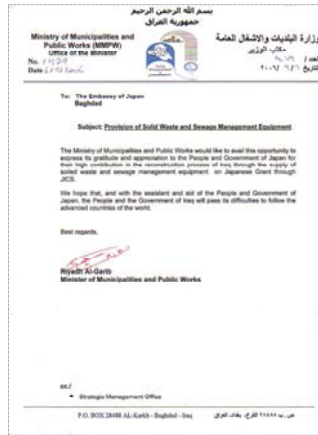 بسم الله الرحمن الرحيم
جمهورية العراق
Ministry of Municipalities and
Public Works (MMPW)
Office of the Minister
No.
Date
وزارة البلديات والاشغال العامة
مكتب الوزير
العدد /
التاريخ
To: The Embassy of Japan
Baghdad
Subject: Provision of Solid Waste and Sewage Management Equipment
The Ministry of Municipalities and Public Works would like to avail this opportunity to
express its gratitude and appreciation to the People and Government of Japan for
their high contribution in the reconstruction process of Iraq through the supply of
soiled waste and sewage management equipment on Japanese Grant through
JICS.
We hope that, and with the assistant and aid of the People and Government of
Japan, the People and the Government of Iraq will pass its difficulties to follow the
advanced countries of the world.
Best regards,
Riyadh Al-Garib
Minister of Municipalities and Public Works
cc./
- Strategic Management Office
P.O. BOX 28488 AL-Karkh - Baghdad - Iraq